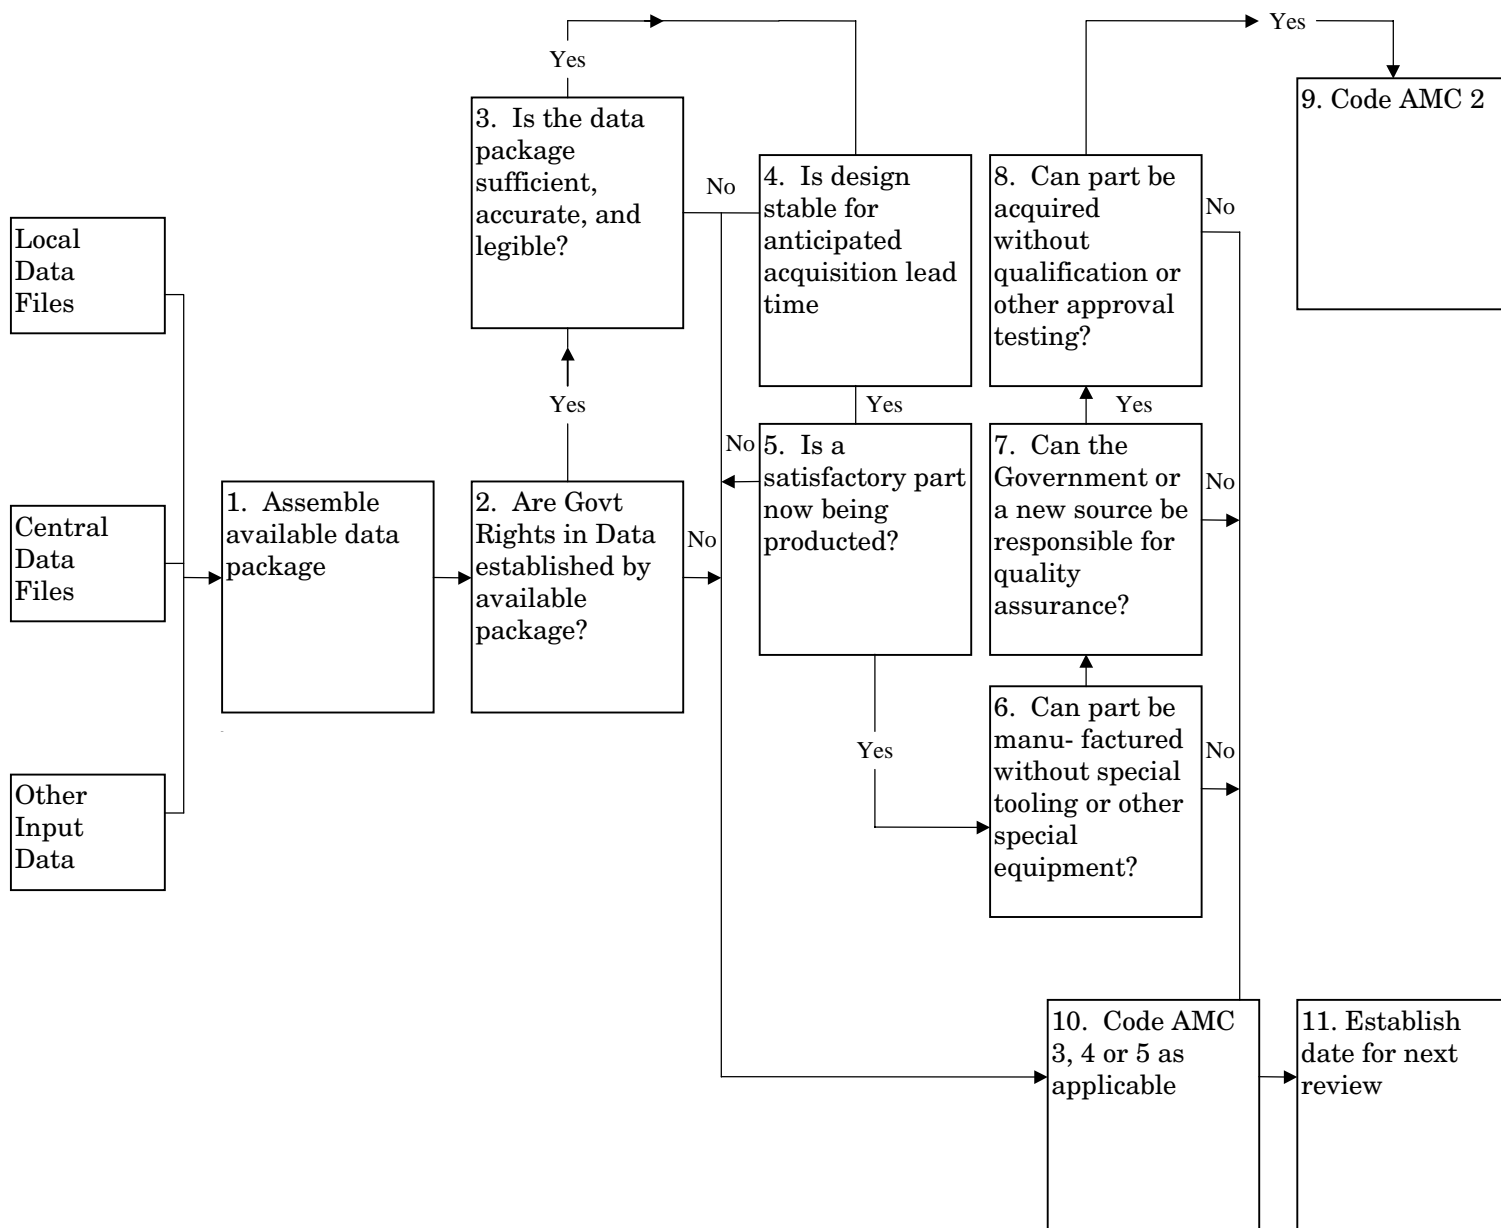 Local
Data
Files
Central
Data
Files
Other
Input
Data
1. Assemble
available data
package
2. Are Govt
Rights in Data
established by
available
package?
No
Yes
3. Is the data
package
sufficient,
accurate, and
legible?
Yes
No
4. Is design
stable for
anticipated
acquisition lead
time
Yes
No
5. Is a
satisfactory part
now being
producted?
Yes
6. Can part be
manu- factured
without special
tooling or other
special
equipment?
No
7. Can the
Government or
a new source be
responsible for
quality
assurance?
No
Yes
8. Can part be
acquired
without
qualification or
other approval
testing?
No
Yes
9. Code AMC 2
10. Code AMC
3, 4 or 5 as
applicable
11. Establish
date for next
review